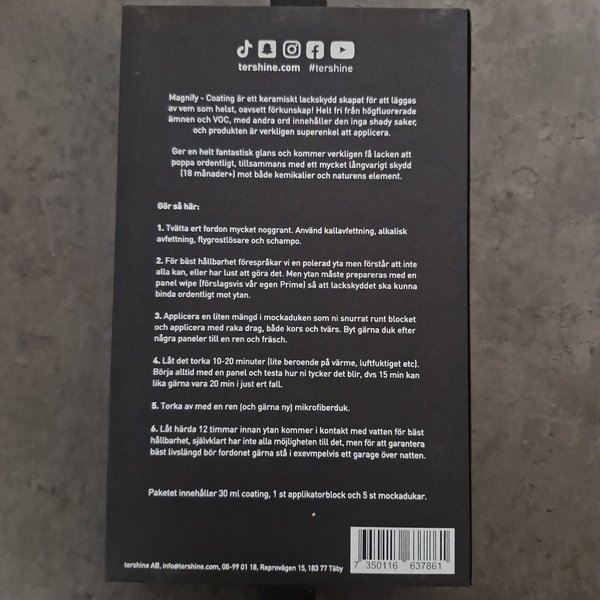 tershine.com #tershine
Magnify - Coating är ett keramiskt lackskydd skapat för att läggas
av vem som helst, oavsett förkunskap! Helt fri från högfluorerade
ämnen och VOC, med andra ord innehåller den inga shady saker,
och produkten är verkligen superenkel att applicera.
Ger en helt fantastisk glans och kommer verkligen få lacken att
poppa ordentligt, tillsammans med ett mycket långvarigt skydd
(18 månader+) mot både kemikalier och naturens element.
Gör så här:
1. Tvätta ert fordon mycket noggrant. Använd kallavfettning, alkalisk
avfettning, flygrostlösare och schampo.
2. För bäst hållbarhet förespråkar vi en polerad yta men förstår att inte
alla kan, eller har lust att göra det. Men ytan måste prepareras med en
panel wipe (förslagsvis vår egen Prime) så att lackskyddet ska kunna
binda ordentligt mot ytan.
3. Applicera en liten mängd i mockaduken som ni snurrat runt blocket
och applicera med raka drag, både kors och tvärs. Byt gärna duk efter
några paneler till en ren och fräsch.
4. Låt det torka 10-20 minuter (lite beroende på värme, luftfuktiget etc).
Börja alltid med en panel och testa hur ni tycker det blir, dvs 15 min kan
lika gärna vara 20 min i just ert fall.
5. Torka av med en ren (och gärna ny) mikrofiberduk.
6. Låt härda 12 timmar innan ytan kommer i kontakt med vatten för bäst
hållbarhet, självklart har inte alla möjligheten till det, men för att garantera
bäst livslängd bör fordonet gärna stå i exevmpelvis ett garage över natten.
Paketet innehåller 30 ml coating, 1 st applikatorblock och 5 st mockadukar.
tershine AB, info@tershine.com, 08-99 01 18, Reprovägen 15, 183 77 Täby
7 350116 637861